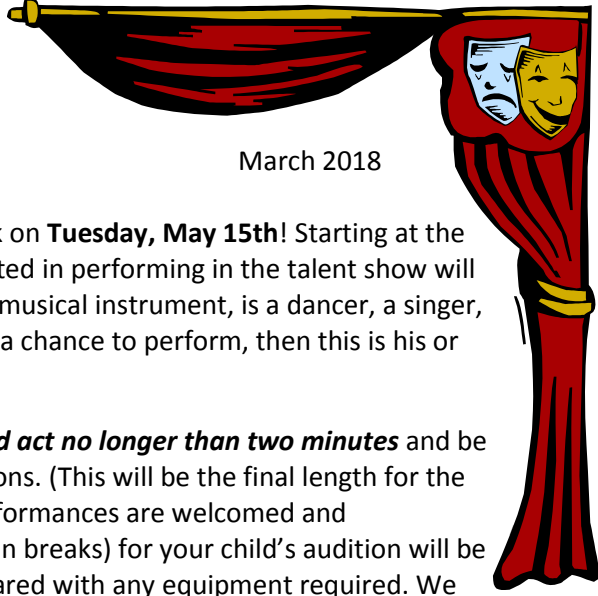 March 2018
on Tuesday, May 15th! Starting at the
ted in performing in the talent show will
musical instrument, is a dancer, a singer,
a chance to perform, then this is his or
act no longer than two minutes and be
ons. (This will be the final length for the
formances are welcomed and
n breaks) for your child’s audition will be
ared with any equipment required. We